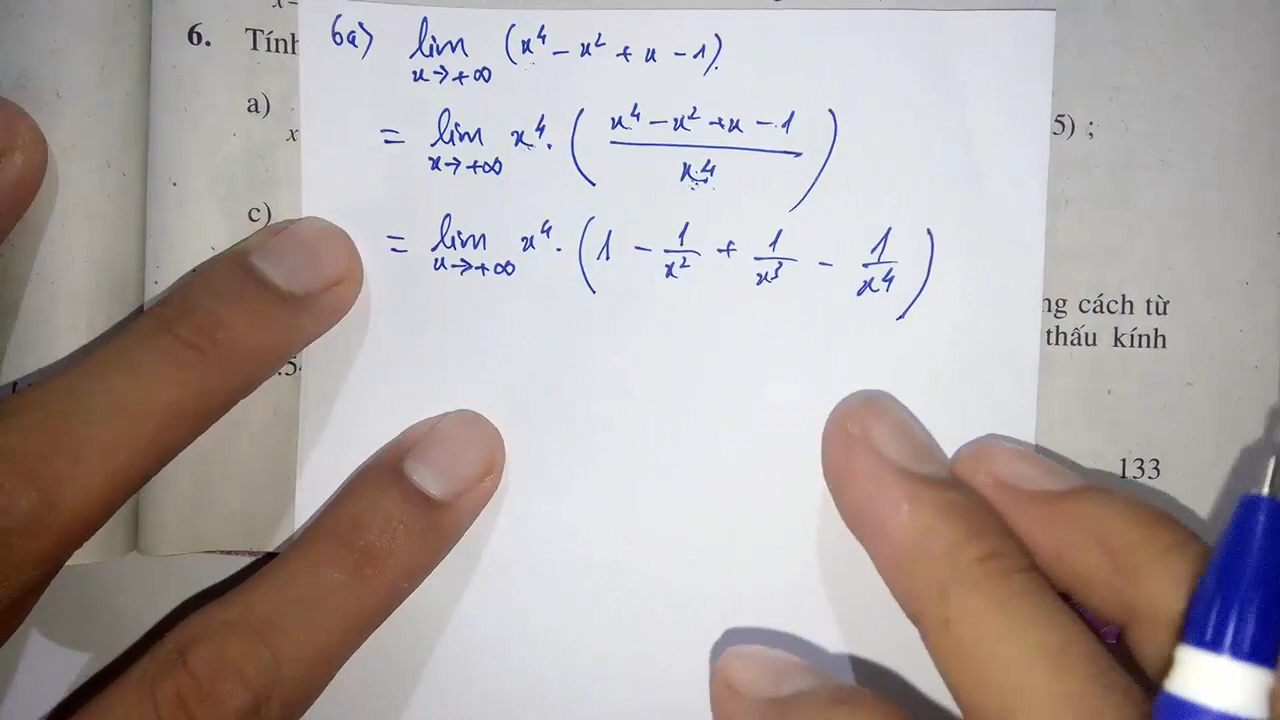 6. Tính
6a) lim (x⁴ - x² + x - 1).
x→+∞
a)
= lim x⁴. ( x⁴ - x² + x - 1 / x⁴ )
x→+∞
x
5) ;
c)
= lim x⁴. ( 1 - 1/x² + 1/x³ - 1/x⁴ )
x→+∞
cách từ
thấu kính
133